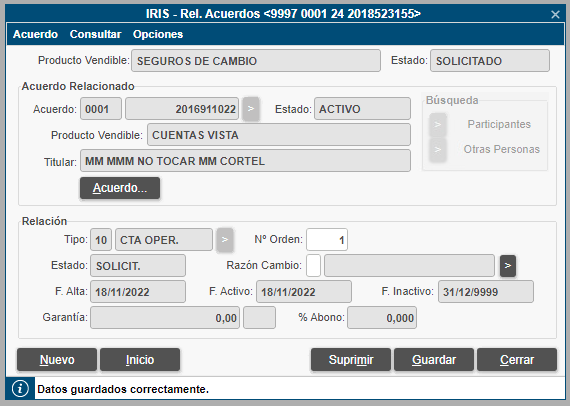 IRIS - Rel. Acuerdos <9997 0001 24 2018523155>
Acuerdo Consultar Opciones
Producto Vendible: SEGUROS DE CAMBIO Estado: SOLICITADO
Acuerdo Relacionado
Acuerdo: 0001 2016911022 > Estado: ACTIVO
Búsqueda
> Participantes
Producto Vendible: CUENTAS VISTA
> Otras Personas
Titular: MM MMM NO TOCAR MM CORTEL
Acuerdo...
Relación
Tipo: 10 CTA OPER. > Nº Orden: 1
Estado: SOLICIT. Razón Cambio: >
F. Alta: 18/11/2022 F. Activo: 18/11/2022 F. Inactivo: 31/12/9999
Garantía: 0,00 % Abono: 0,000
Nuevo Inicio Suprimir Guardar Cerrar
Datos guardados correctamente.